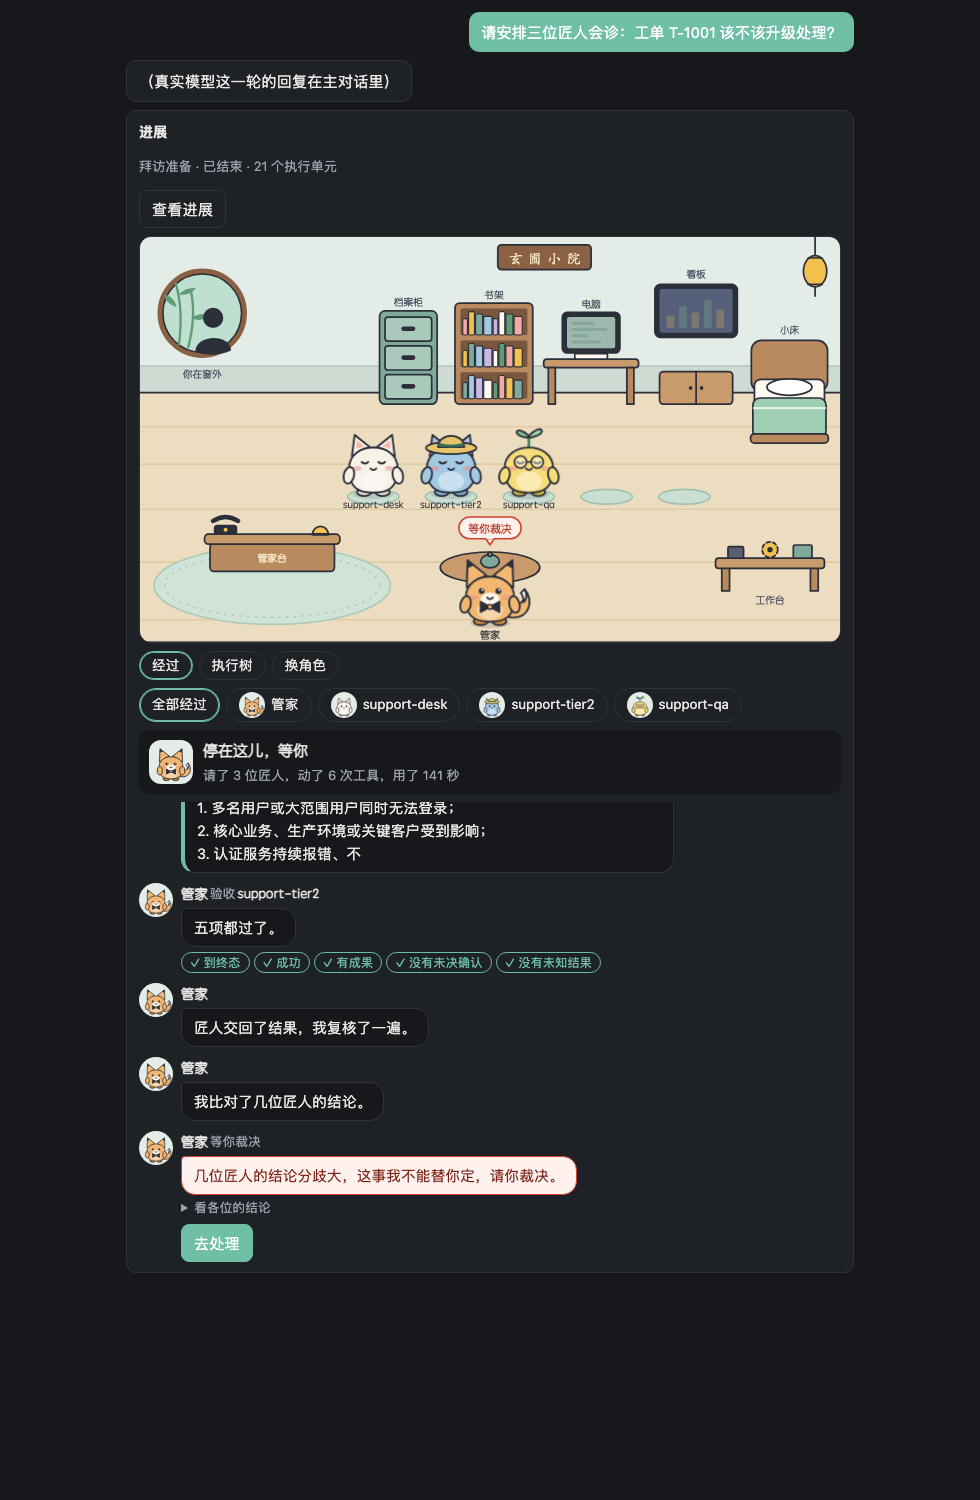 请安排三位匠人会诊：工单 T-1001 该不该升级处理？
（真实模型这一轮的回复在主对话里）
进展
拜访准备 · 已结束 · 21 个执行单元
查看进展
玄圃小院
看板
书架
档案柜
电脑
小床
你在窗外
support-desk
support-tier2
support-qa
等你裁决
管家台
工作台
管家
经过
执行树
换角色
全部经过
管家
support-desk
support-tier2
support-qa
停在这儿，等你
请了 3 位匠人，动了 6 次工具，用了 141 秒
1. 多名用户或大范围用户同时无法登录；
2. 核心业务、生产环境或关键客户受到影响；
3. 认证服务持续报错、不
管家 验收 support-tier2
五项都过了。
✓ 到终态 ✓ 成功 ✓ 有成果 ✓ 没有未决确认 ✓ 没有未知结果
管家
匠人交回了结果，我复核了一遍。
管家
我比对了几位匠人的结论。
管家 等你裁决
几位匠人的结论分歧大，这事我不能替你定，请你裁决。
▶ 看各位的结论
去处理